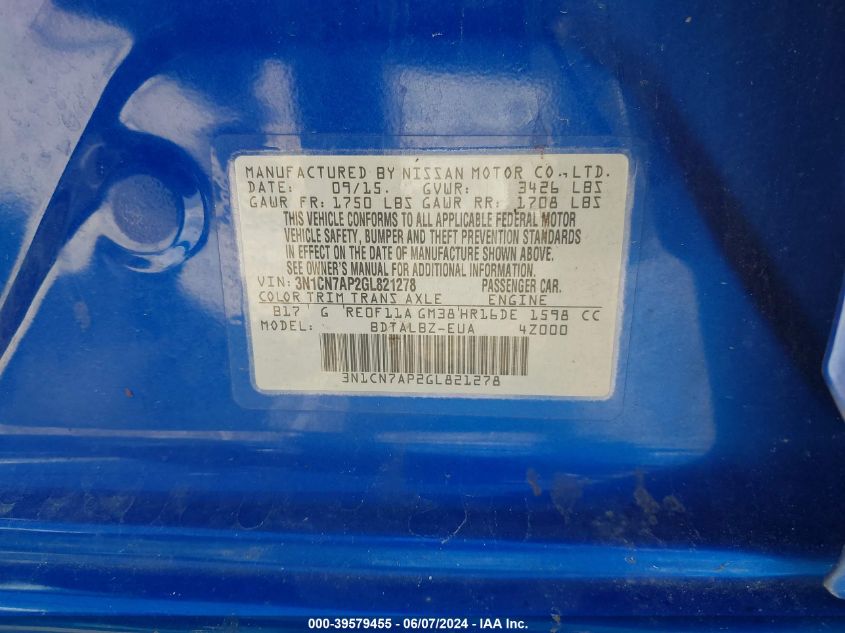 MANUFACTURED BY NISSAN MOTOR CO., LTD.
DATE: 09/15. GVWR: 3426 LBS
GAWR FR: 1750 LBS GAWR RR: 1708 LBS
THIS VEHICLE CONFORMS TO ALL APPLICABLE FEDERAL MOTOR
VEHICLE SAFETY, BUMPER AND THEFT PREVENTION STANDARDS
IN EFFECT ON THE DATE OF MANUFACTURE SHOWN ABOVE.
SEE OWNER'S MANUAL FOR ADDITIONAL INFORMATION.
VIN: 3N1CN7AP2GL821278 PASSENGER CAR.
COLOR TRIM TRANS AXLE ENGINE
B17 G RE0F11A GM38 HR16DE 1598 CC
MODEL: BDTALBZ-EUA 4Z000
3N1CN7AP2GL821278
000-39579455 - 06/07/2024 - IAA Inc.